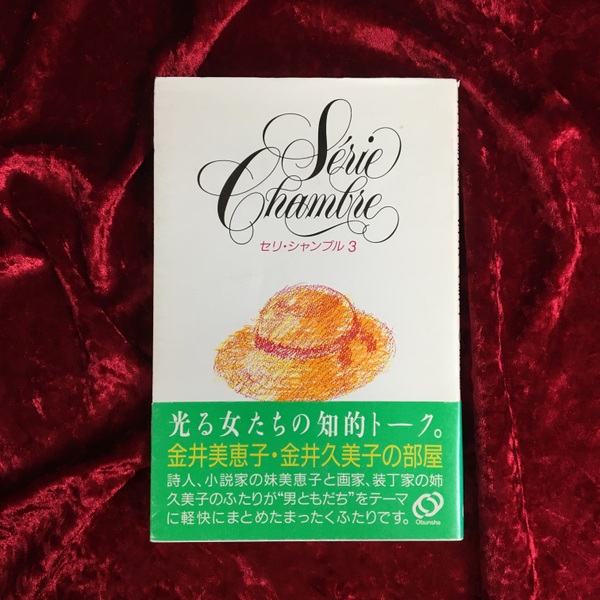 Série
Chambre
セリ・シャンブル3
光る女たちの知的トーク。
金井美恵子・金井久美子の部屋
詩人、小説家の妹美恵子と画家、装丁家の姉
久美子のふたりが“男ともだち”をテーマ
に軽快にまとめたまったくふたりです。
Obunsha